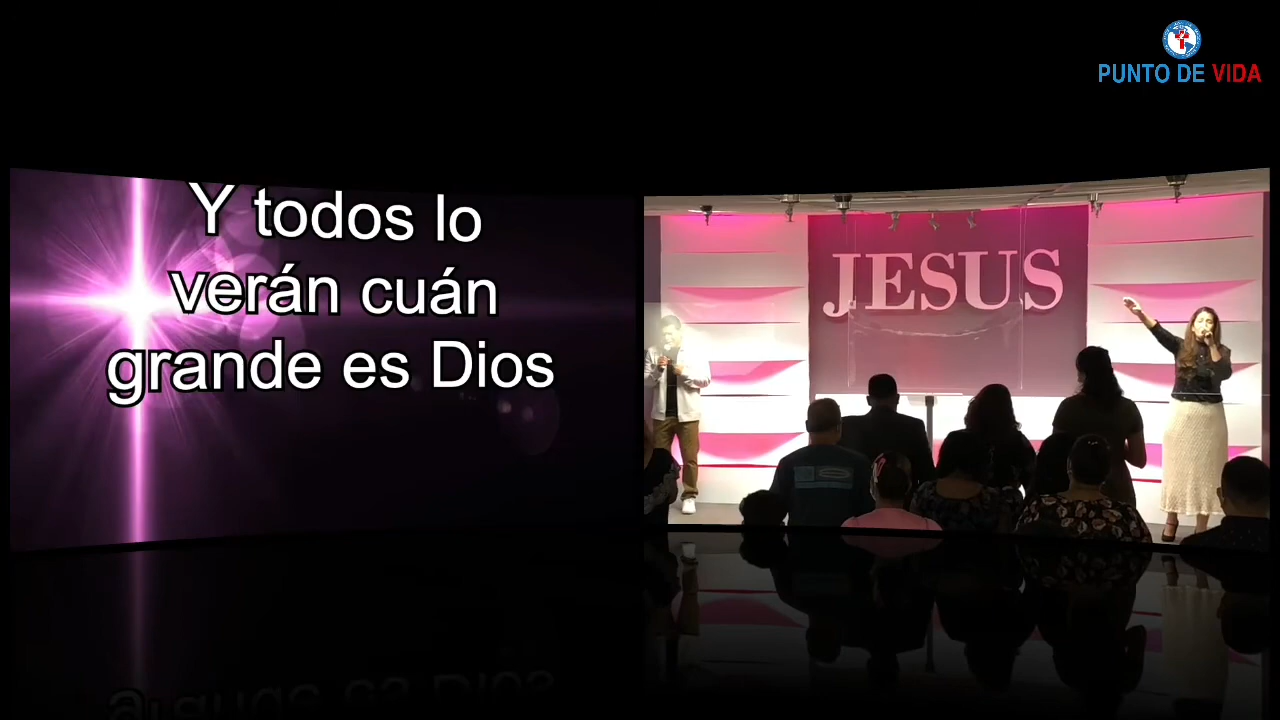 PUNTO DE VIDA
Y todos lo
verán cuán
grande es Dios
JESUS